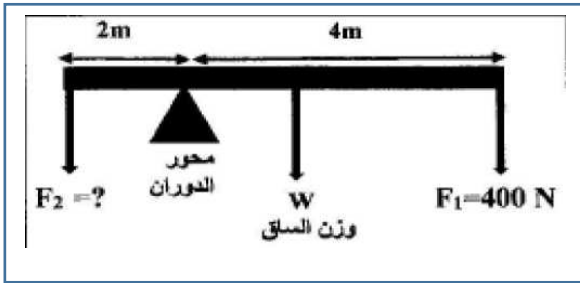 2m 4m
محور
الدوران
F₂ =? W F₁=400 N
وزن الساق